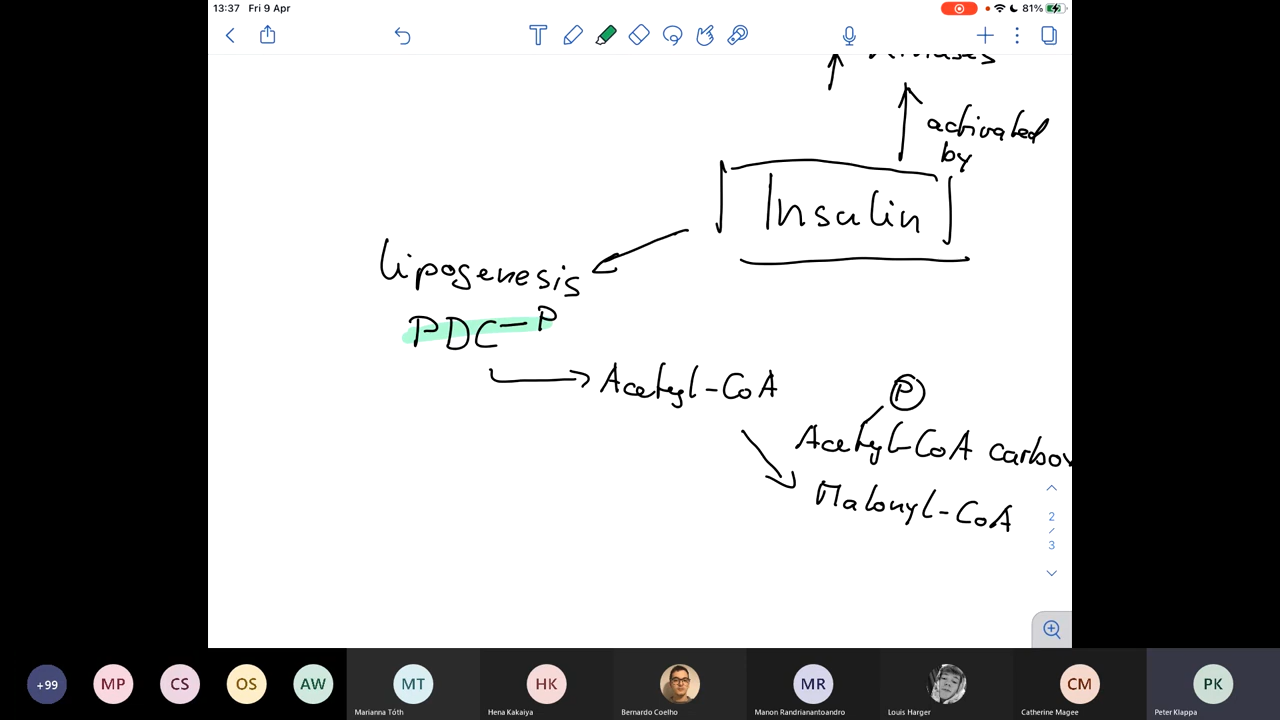 13:37 Fri 9 Apr
81%
activated
by
Insulin
lipogenesis
PDC-P
Acetyl-CoA
P
Acetyl-CoA carbox
Malonyl-CoA
2
/
3
+99
MP
CS
OS
AW
MT
HK
MR
CM
PK
Marianna Tóth
Hena Kakaiya
Bernardo Coelho
Manon Randrianantoandro
Louis Harger
Catherine Magee
Peter Klappa